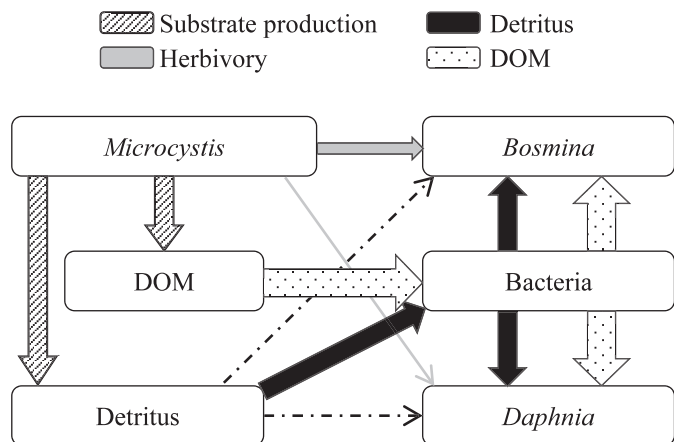 Substrate production
Detritus
Herbivory
DOM
Microcystis
Bosmina
DOM
Bacteria
Detritus
Daphnia